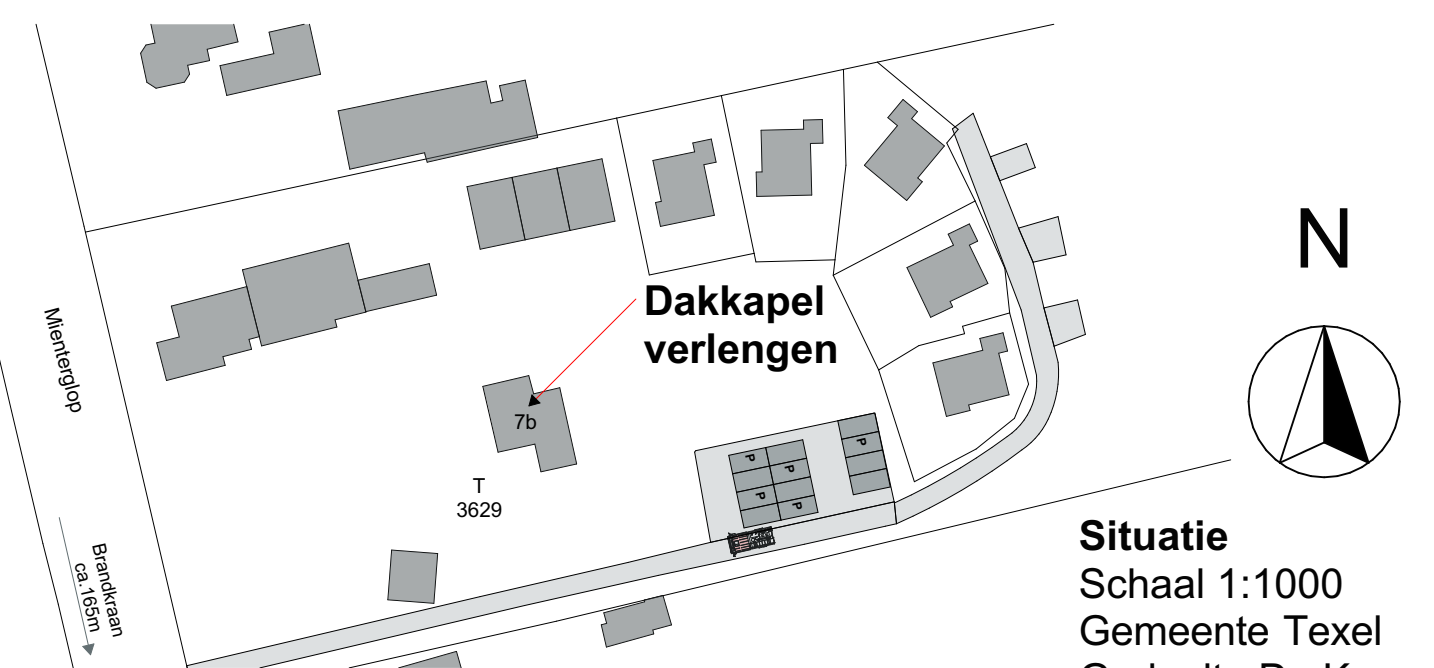 N
Dakkapel
verlengen
Mienterglop
7b
T
3629
P
P
P
P
P
Brandkraan
ca.165m
Situatie
Schaal 1:1000
Gemeente Texel